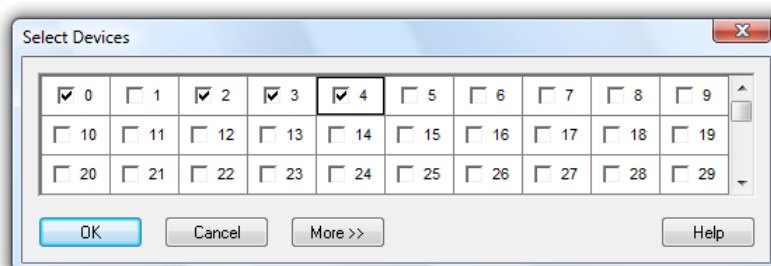 Select Devices
0 1 2 3 4 5 6 7 8 9
10 11 12 13 14 15 16 17 18 19
20 21 22 23 24 25 26 27 28 29
OK Cancel More >> Help